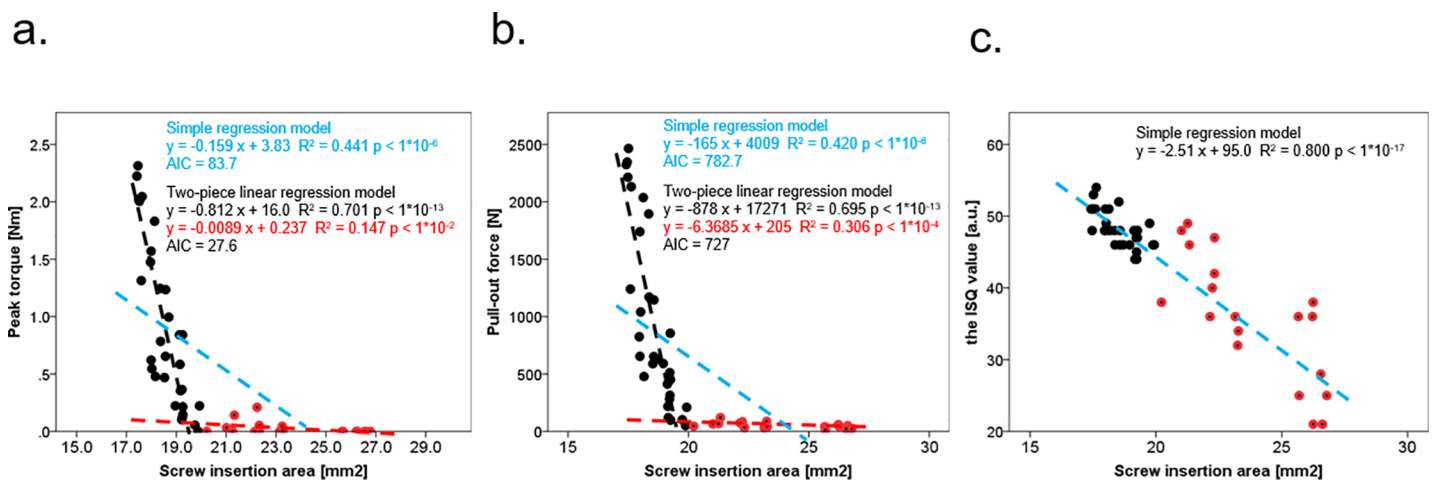 a.
Simple regression model
y = -0.159 x + 3.83 R² = 0.441 p < 1*10⁻⁶
AIC = 83.7
Two-piece linear regression model
y = -0.812 x + 16.0 R² = 0.701 p < 1*10⁻¹³
y = -0.0089 x + 0.237 R² = 0.147 p < 1*10⁻²
AIC = 27.6
Peak torque [Nm]
2.5
2.0
1.5
1.0
.5
.0
15.0 17.0 19.0 21.0 23.0 25.0 27.0 29.0
Screw insertion area [mm2]
b.
Simple regression model
y = -165 x + 4009 R² = 0.420 p < 1*10⁻⁶
AIC = 782.7
Two-piece linear regression model
y = -878 x + 17271 R² = 0.695 p < 1*10⁻¹³
y = -6.3685 x + 205 R² = 0.306 p < 1*10⁻⁴
AIC = 727
Pull-out force [N]
2500
2000
1500
1000
500
0
15 20 25 30
Screw insertion area [mm2]
c.
Simple regression model
y = -2.51 x + 95.0 R² = 0.800 p < 1*10⁻¹⁷
the ISQ value [a.u.]
60
50
40
30
20
15 20 25 30
Screw insertion area [mm2]